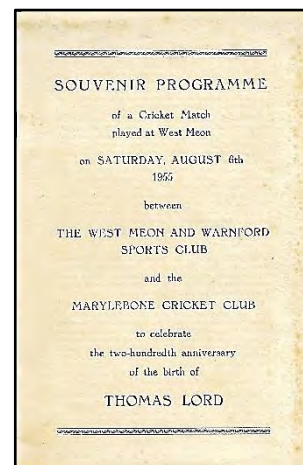 SOUVENIR PROGRAMME
of a Cricket Match
played at West Meon
on SATURDAY, AUGUST 6th
1955
between
THE WEST MEON AND WARNFORD
SPORTS CLUB
and the
MARYLEBONE CRICKET CLUB
to celebrate
the two-hundredth anniversary
of the birth of
THOMAS LORD